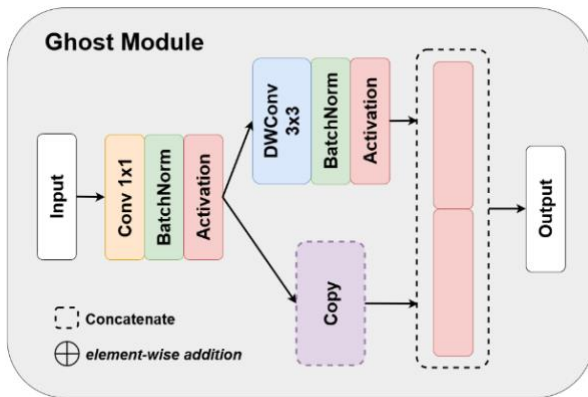 Ghost Module
Input
Conv 1x1
BatchNorm
Activation
DWConv
3x3
BatchNorm
Activation
Copy
Output
Concatenate
element-wise addition